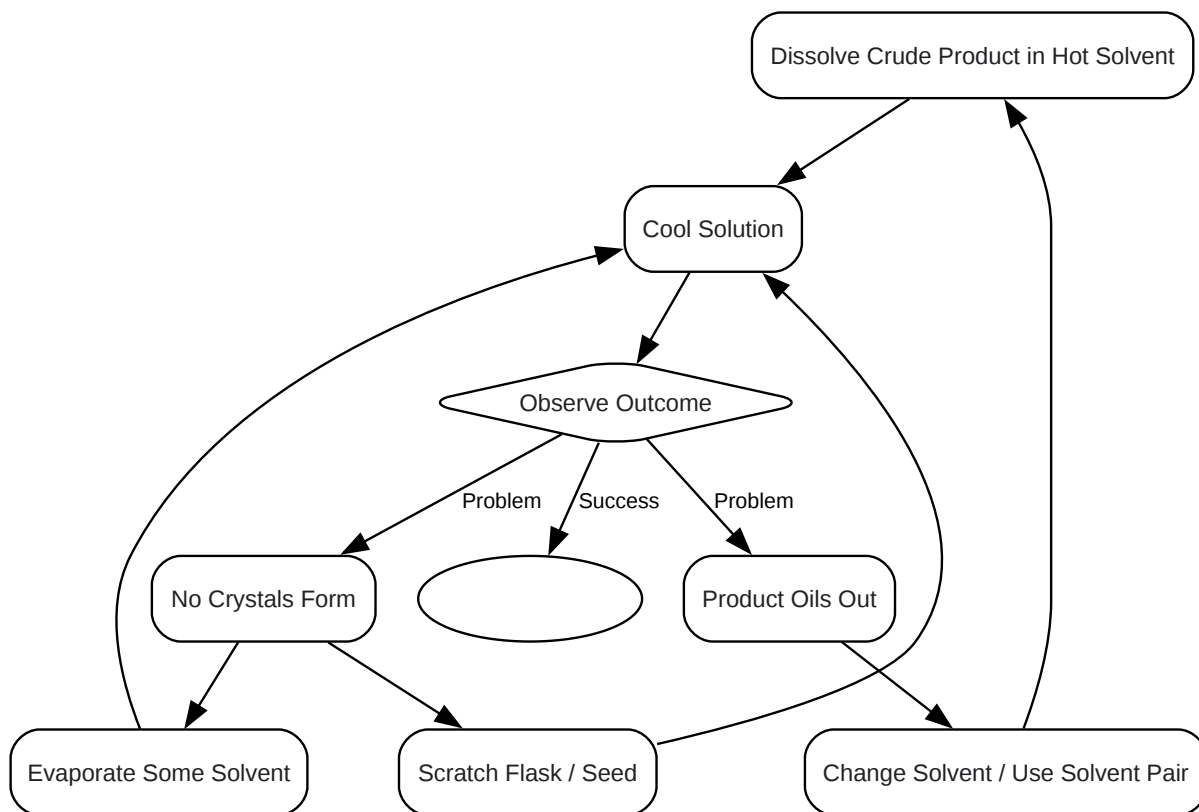 Dissolve Crude Product in Hot Solvent
Cool Solution
Observe Outcome
Problem
Success
Problem
No Crystals Form
Product Oils Out
Evaporate Some Solvent
Scratch Flask / Seed
Change Solvent / Use Solvent Pair